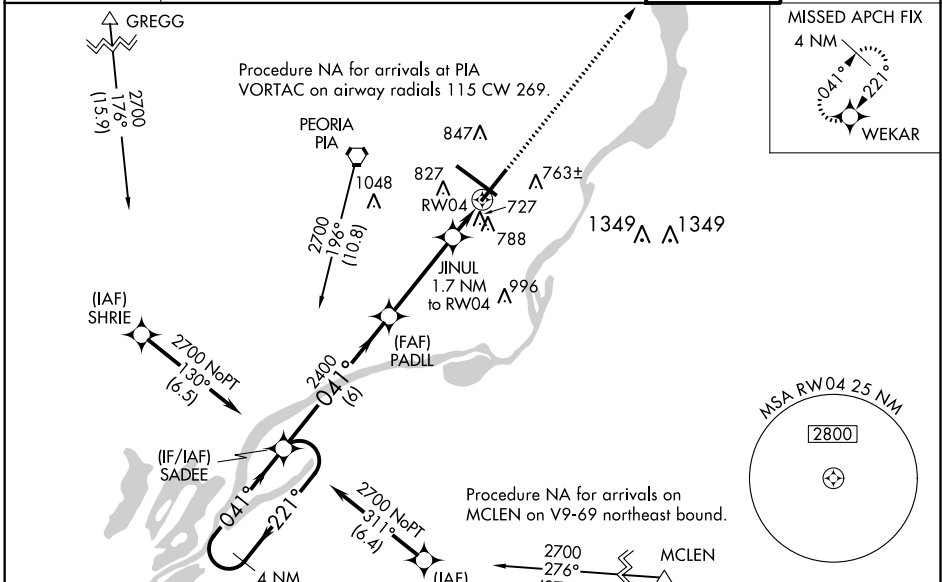 GREGG
2700
176°
(15.9)
Procedure NA for arrivals at PIA
VORTAC on airway radials 115 CW 269.
MISSED APCH FIX
4 NM
041°
221°
WEKAR
PEORIA
PIA
847
1048
827
763±
RW04
727
788
1349
1349
2700
196°
(10.8)
JINUL
1.7 NM
to RW04
996
(IAF)
SHRIE
2700 NoPT
130°
(6.5)
(FAF)
PADLL
2400
041°
(6)
MSA RW04 25 NM
2800
(IF/IAF)
SADEE
041°
221°
4 NM
2700 NoPT
311°
(6.4)
(IAF)
Procedure NA for arrivals on
MCLEN on V9-69 northeast bound.
2700
276°
MCLEN